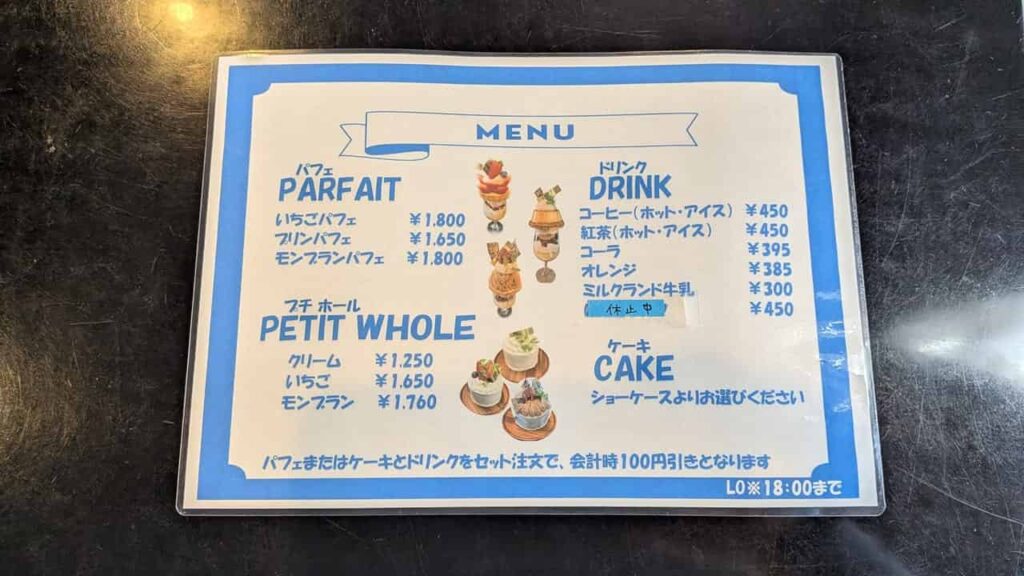 MENU
パフェ
PARFAIT
いちごパフェ ￥1.800
プリンパフェ ￥1.650
モンブランパフェ ￥1.800
プチ ホール
PETIT WHOLE
クリーム ￥1.250
いちご ￥1.650
モンブラン ￥1.760
ドリンク
DRINK
コーヒー(ホット・アイス) ￥450
紅茶(ホット・アイス) ￥450
コーラ ￥395
オレンジ ￥385
ミルクランド牛乳 ￥300
休止中 ￥450
ケーキ
CAKE
ショーケースよりお選びください
パフェまたはケーキとドリンクをセット注文で、会計時100円引きとなります
LO※18:00まで